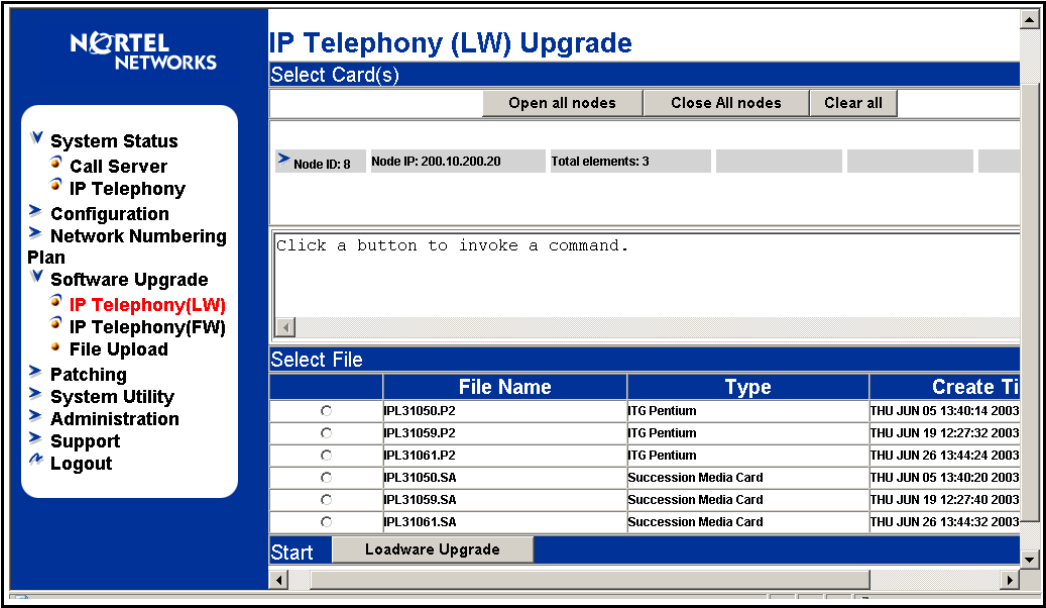 NORTEL
NETWORKS
System Status
Call Server
IP Telephony
Configuration
Network Numbering
Plan
Software Upgrade
IP Telephony(LW)
IP Telephony(FW)
File Upload
Patching
System Utility
Administration
Support
Logout
IP Telephony (LW) Upgrade
Select Card(s)
Open all nodes Close All nodes Clear all
Node ID: 8 Node IP: 200.10.200.20 Total elements: 3
Click a button to invoke a command.
Select File
File Name Type Create Ti
IPL31050.P2 ITG Pentium THU JUN 05 13:40:14 2003
IPL31059.P2 ITG Pentium THU JUN 19 12:27:32 2003
IPL31061.P2 ITG Pentium THU JUN 26 13:44:24 2003
IPL31050.SA Succession Media Card THU JUN 05 13:40:20 2003
IPL31059.SA Succession Media Card THU JUN 19 12:27:40 2003
IPL31061.SA Succession Media Card THU JUN 26 13:44:32 2003
Start Loadware Upgrade